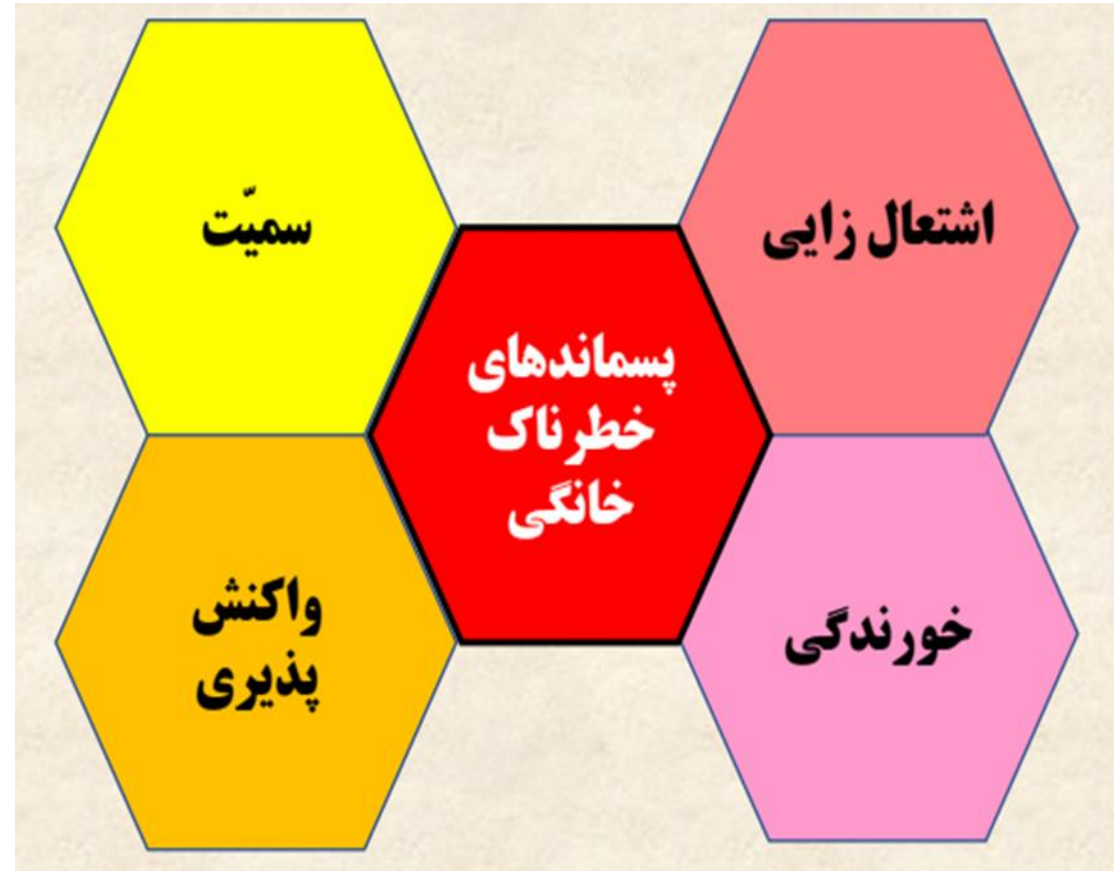 اشتعال زایی
سمیّت
پسماندهای
خطرناک
خانگی
خورندگی
واکنش
پذیری